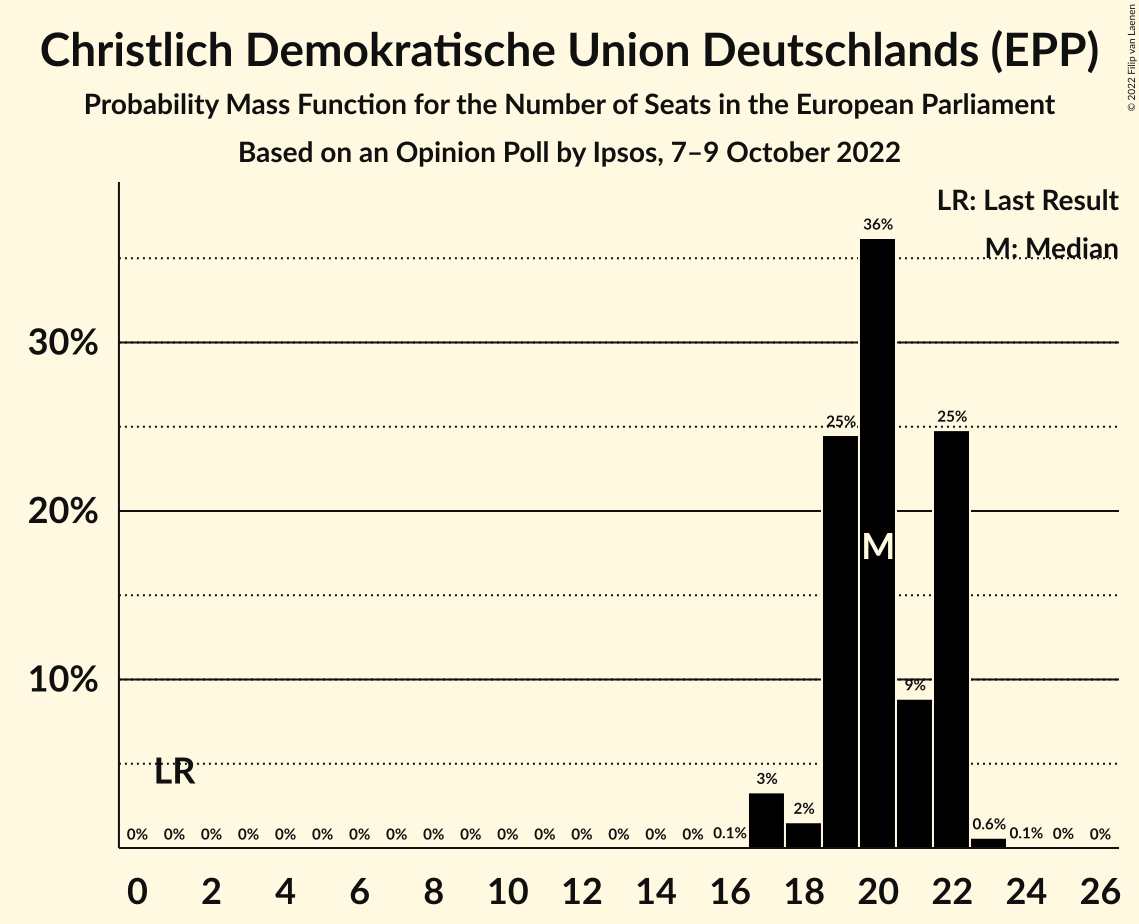 Christlich Demokratische Union Deutschlands (EPP)
Probability Mass Function for the Number of Seats in the European Parliament
Based on an Opinion Poll by Ipsos, 7–9 October 2022
© 2022 Filip van Laenen
LR: Last Result
M: Median
36%
30%
25%
25%
20%
M
10%
9%
LR
3%
2%
0% 0% 0% 0% 0% 0% 0% 0% 0% 0% 0% 0% 0% 0% 0% 0% 0.1% 0.6% 0.1% 0% 0%
0 2 4 6 8 10 12 14 16 18 20 22 24 26